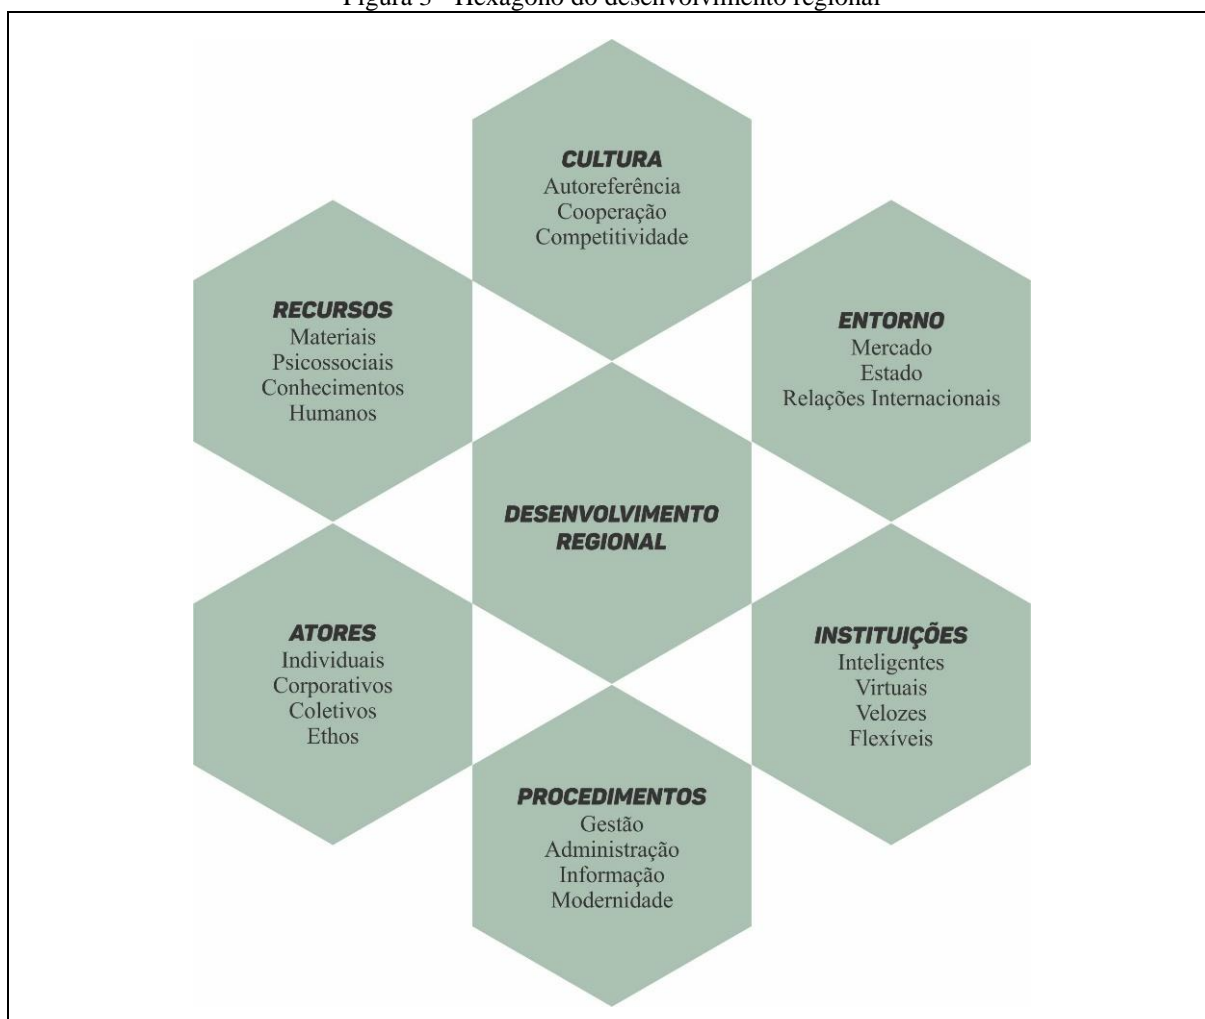 Figura 3 - Hexágono do desenvolvimento regional
CULTURA
Autoreferência
Cooperação
Competitividade
RECURSOS
Materiais
Psicossociais
Conhecimentos
Humanos
ENTORNO
Mercado
Estado
Relações Internacionais
DESENVOLVIMENTO
REGIONAL
ATORES
Individuais
Corporativos
Coletivos
Ethos
INSTITUIÇÕES
Inteligentes
Virtuais
Velozes
Flexíveis
PROCEDIMENTOS
Gestão
Administração
Informação
Modernidade